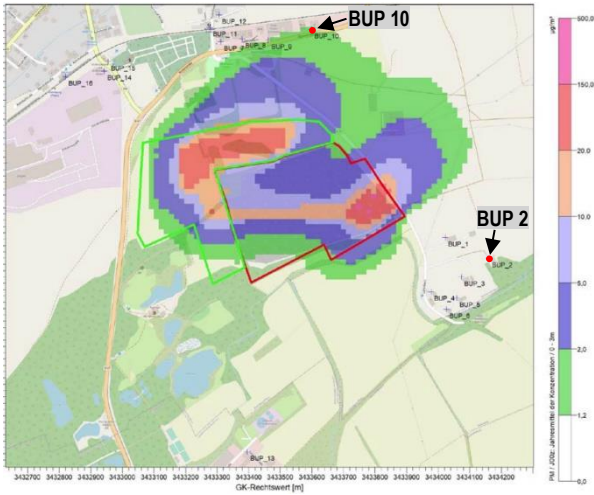 BUP_12
BUP 10
BUP_11
BUP_10
BUP_8
BUP_9
BUP_15
BUP_14
BUP_16
BUP 2
BUP_1
BUP_2
BUP_3
BUP_4
BUP_5
BUP_6
BUP_13
3432700 3432800 3432900 3433000 3433100 3433200 3433300 3433400 3433500 3433600 3433700 3433800 3433900 3434000 3434100 3434200
GK-Rechtswert [m]
µg/m³
500,0
150,0
20,0
10,0
5,0
2,0
1,2
0,0
PM / J00z: Jahresmittel der Konzentration / 0 - 3m